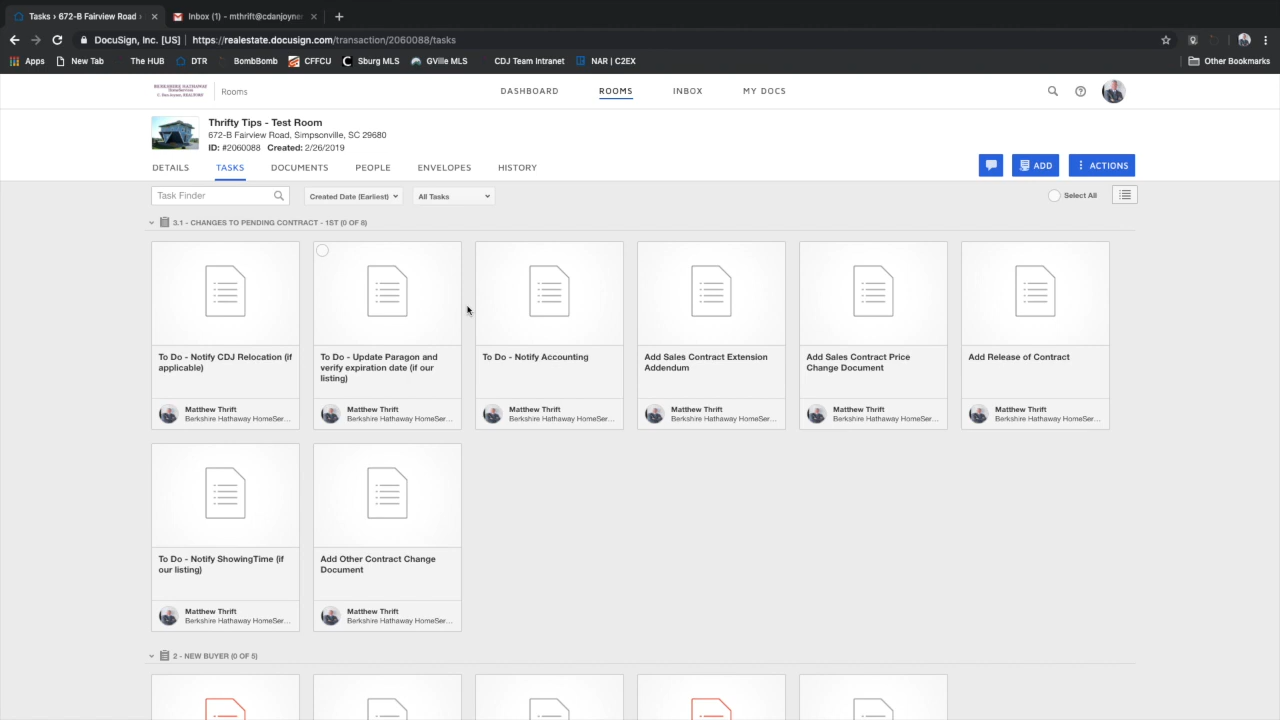 Tasks › 672-B Fairview Road ›
Inbox (1) - mthrift@cdanjoyner
DocuSign, Inc. [US] | https://realestate.docusign.com/transaction/2060088/tasks
Apps New Tab The HUB DTR BombBomb CFFCU Sburg MLS GVille MLS CDJ Team Intranet NAR | CZEX Other Bookmarks
BERKSHIRE HATHAWAY
HomeServices
C. Dan Joyner, REALTORS
Rooms
DASHBOARD ROOMS INBOX MY DOCS
Thrifty Tips - Test Room
672-B Fairview Road, Simpsonville, SC 29680
ID: #2060088 Created: 2/26/2019
DETAILS TASKS DOCUMENTS PEOPLE ENVELOPES HISTORY
ADD ACTIONS
Task Finder Created Date (Earliest) All Tasks Select All
3.1 - CHANGES TO PENDING CONTRACT - 1ST (0 OF 8)
To Do - Notify CDJ Relocation (if
applicable)
Matthew Thrift
Berkshire Hathaway HomeSer...
To Do - Update Paragon and
verify expiration date (if our
listing)
Matthew Thrift
Berkshire Hathaway HomeSer...
To Do - Notify Accounting
Matthew Thrift
Berkshire Hathaway HomeSer...
Add Sales Contract Extension
Addendum
Matthew Thrift
Berkshire Hathaway HomeSer...
Add Sales Contract Price
Change Document
Matthew Thrift
Berkshire Hathaway HomeSer...
Add Release of Contract
Matthew Thrift
Berkshire Hathaway HomeSer...
To Do - Notify ShowingTime (if
our listing)
Matthew Thrift
Berkshire Hathaway HomeSer...
Add Other Contract Change
Document
Matthew Thrift
Berkshire Hathaway HomeSer...
2 - NEW BUYER (0 OF 5)